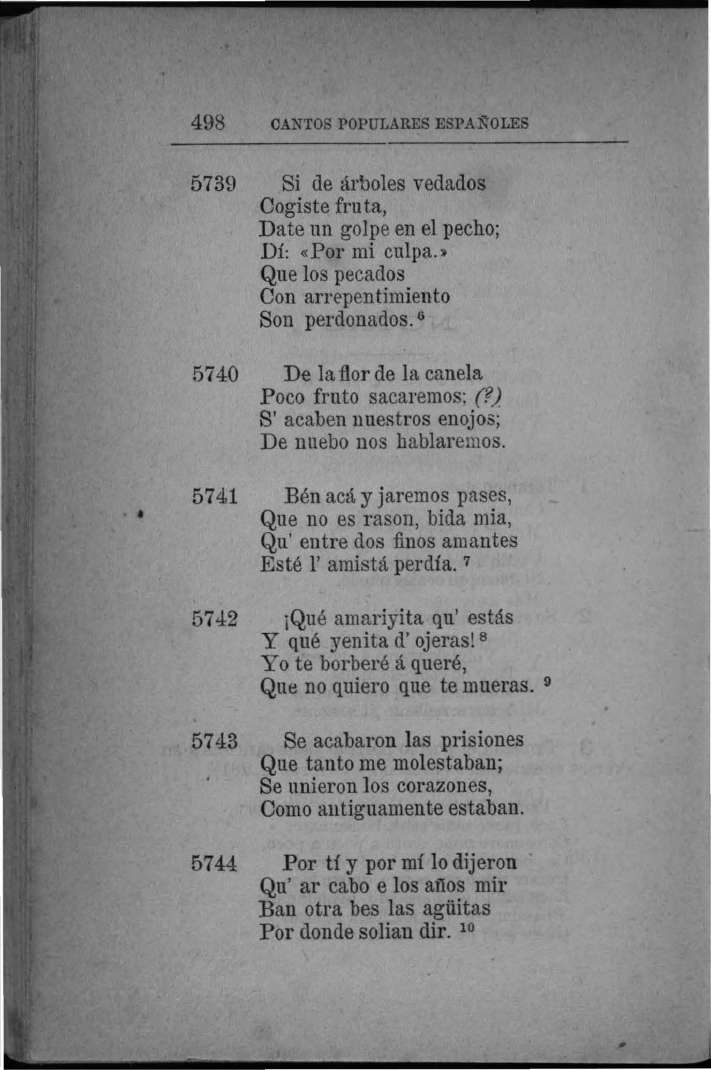 498 CANTOS POPULARES ESPAÑOLES
5739 Si de árboles vedados
Cogiste fruta,
Date un golpe en el pecho;
Dí: «Por mi culpa.»
Que los pecados
Con arrepentimiento
Son perdonados. ⁶
5740 De la flor de la canela
Poco fruto sacaremos; (?)
S' acaben nuestros enojos;
De nuebo nos hablaremos.
5741 Bén acá y jaremos pases,
Que no es rason, bida mia,
Qu' entre dos finos amantes
Esté l' amistá perdía. ⁷
5742 ¡Qué amariyita qu' estás
Y qué yenita d' ojeras! ⁸
Yo te borberé á queré,
Que no quiero que te mueras. ⁹
5743 Se acabaron las prisiones
Que tanto me molestaban;
Se unieron los corazones,
Como antiguamente estaban.
5744 Por tí y por mí lo dijeron
Qu' ar cabo e los años mir
Ban otra bes las agüitas
Por donde solian dir. ¹⁰